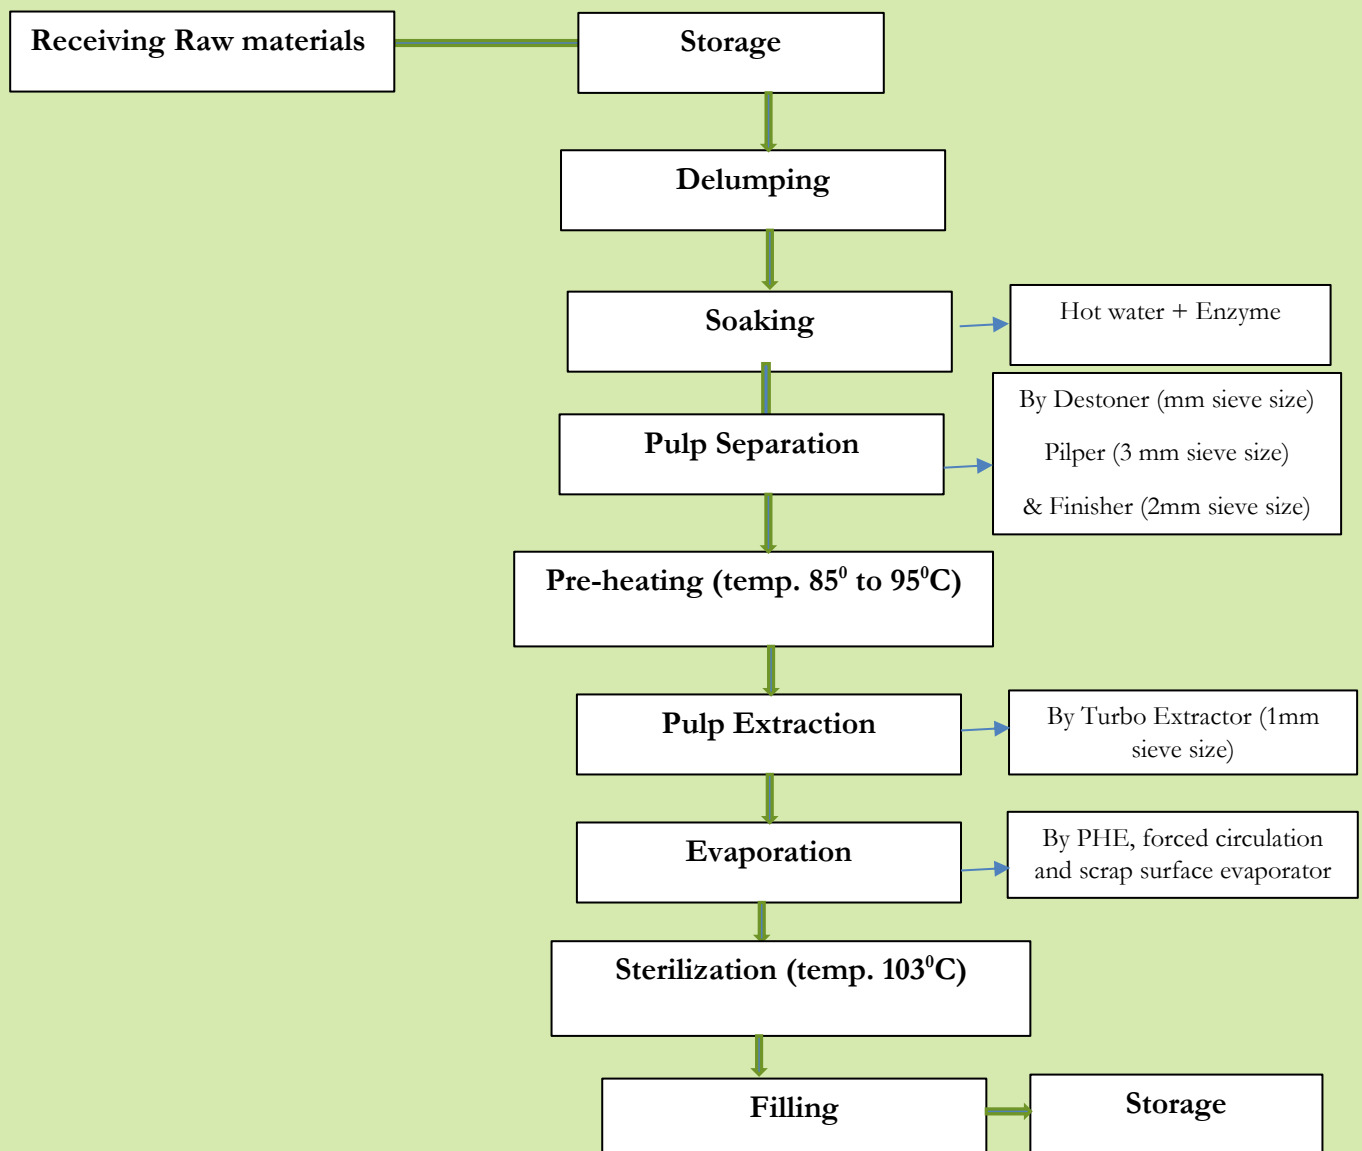 Receiving Raw materials
Storage
Delumping
Soaking
Hot water + Enzyme
Pulp Separation
By Destoner (mm sieve size)
Pilper (3 mm sieve size)
& Finisher (2mm sieve size)
Pre-heating (temp. 85⁰ to 95⁰C)
Pulp Extraction
By Turbo Extractor (1mm
sieve size)
Evaporation
By PHE, forced circulation
and scrap surface evaporator
Sterilization (temp. 103⁰C)
Filling
Storage